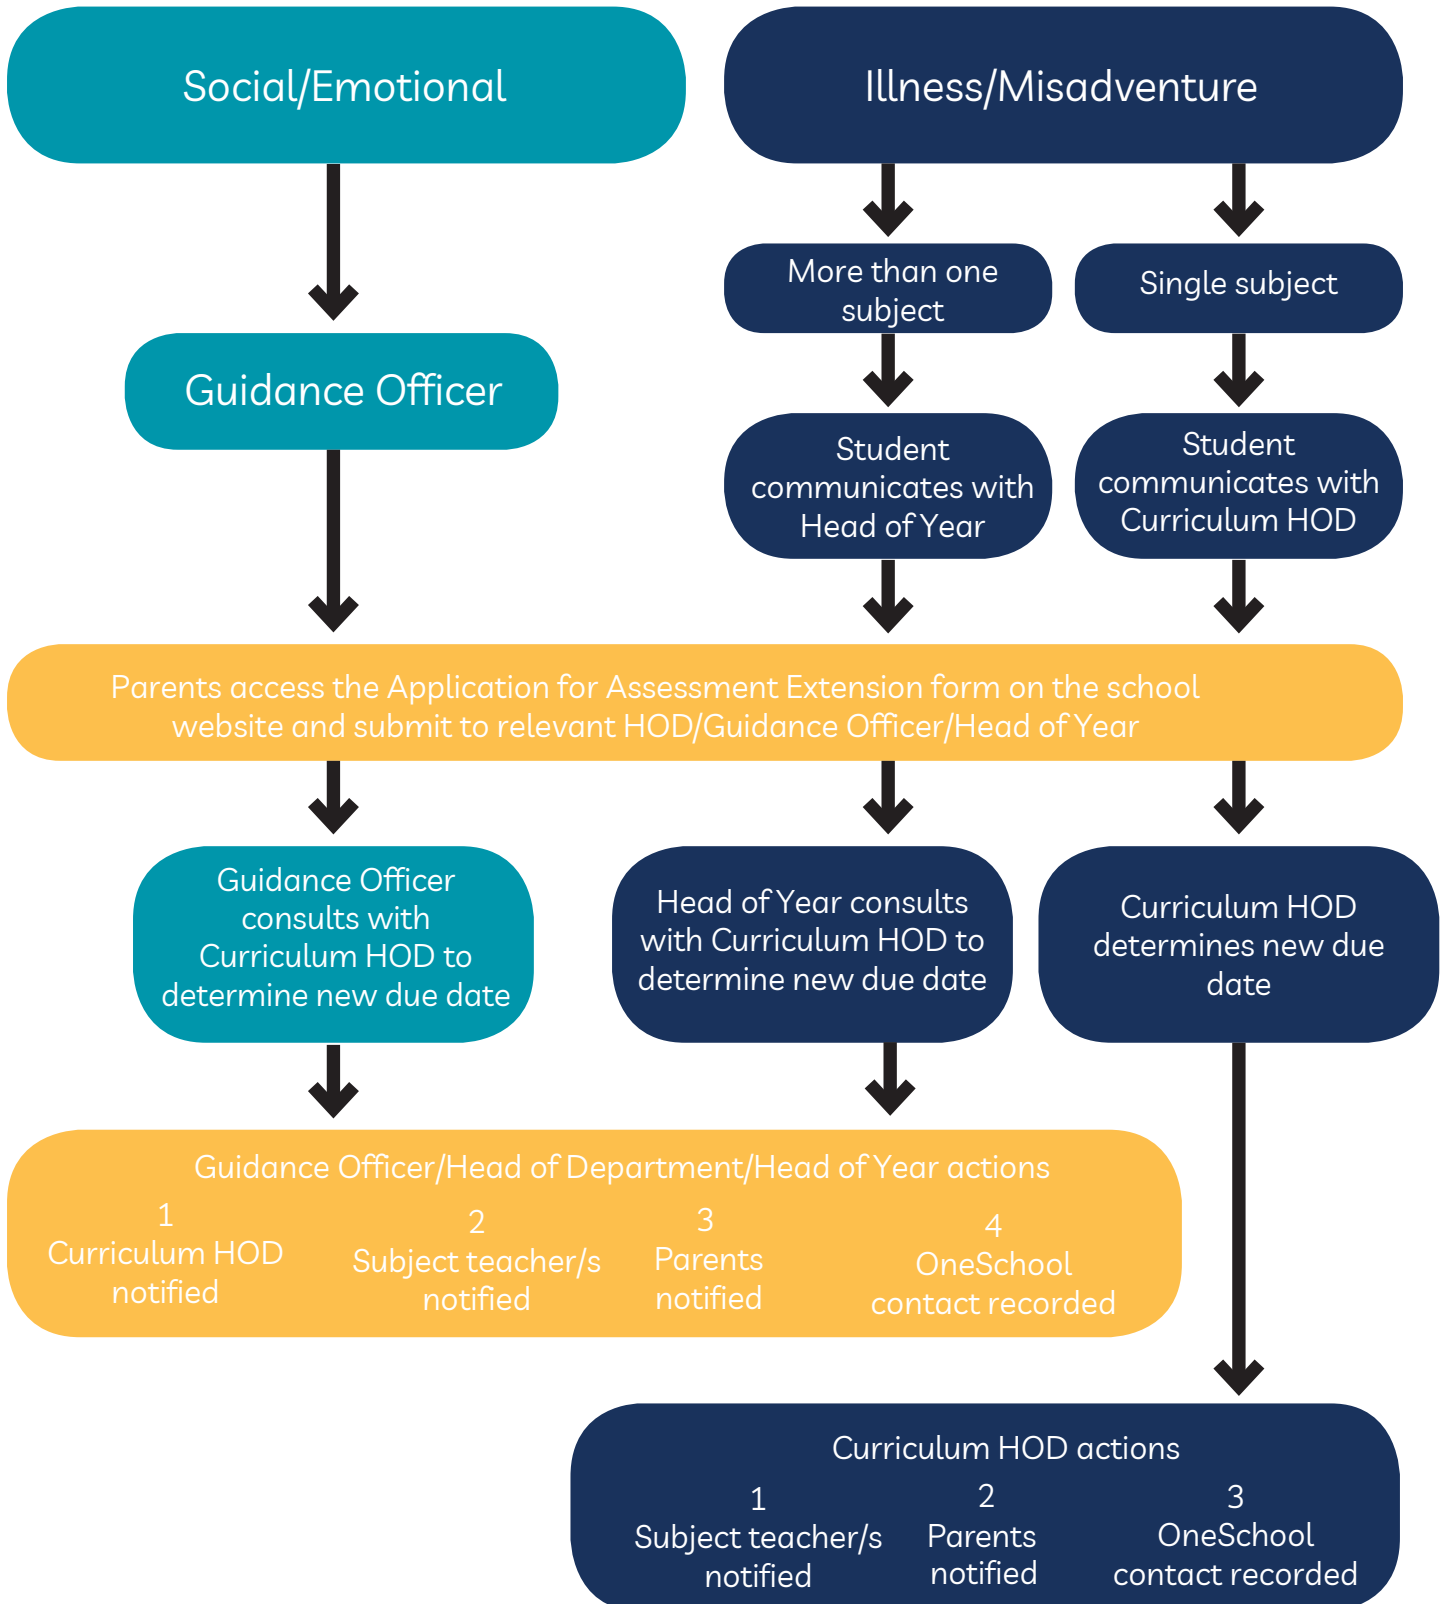 Social/Emotional
Illness/Misadventure
More than one
subject
Single subject
Guidance Officer
Student
communicates with
Head of Year
Student
communicates with
Curriculum HOD
Parents access the Application for Assessment Extension form on the school
website and submit to relevant HOD/Guidance Officer/Head of Year
Guidance Officer
consults with
Curriculum HOD to
determine new due date
Head of Year consults
with Curriculum HOD to
determine new due date
Curriculum HOD
determines new due
date
Guidance Officer/Head of Department/Head of Year actions
1
Curriculum HOD
notified
2
Subject teacher/s
notified
3
Parents
notified
4
OneSchool
contact recorded
Curriculum HOD actions
1
Subject teacher/s
notified
2
Parents
notified
3
OneSchool
contact recorded